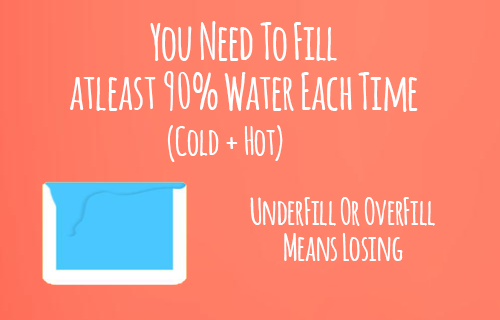 You Need To Fill
atleast 90% Water Each Time
(Cold + Hot)
UnderFill Or OverFill
Means Losing